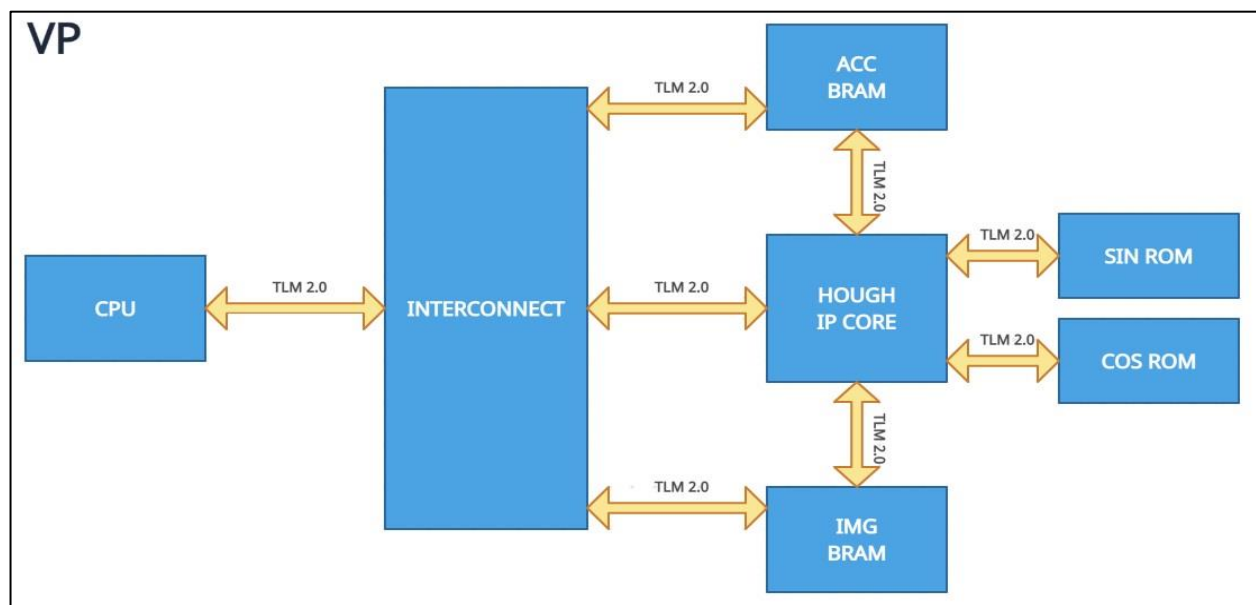 VP
ACC
BRAM
TLM 2.0
TLM 2.0
TLM 2.0
SIN ROM
CPU
TLM 2.0
INTERCONNECT
TLM 2.0
HOUGH
IP CORE
TLM 2.0
COS ROM
TLM 2.0
TLM 2.0
IMG
BRAM